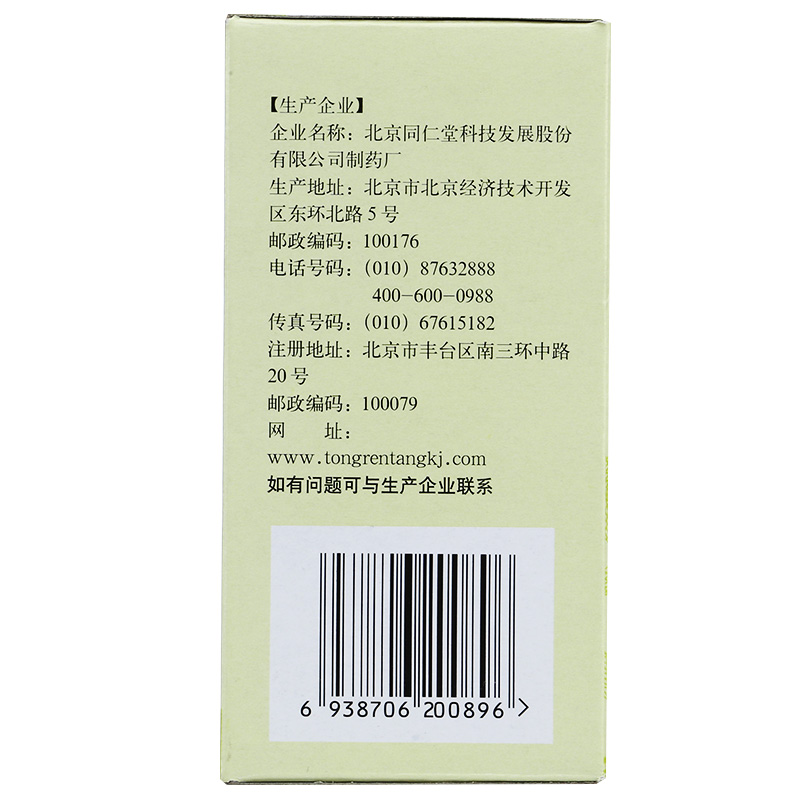 【生产企业】
企业名称：北京同仁堂科技发展股份
有限公司制药厂
生产地址：北京市北京经济技术开发
区东环北路 5 号
邮政编码：100176
电话号码：（010）87632888
400-600-0988
传真号码：（010）67615182
注册地址：北京市丰台区南三环中路
20 号
邮政编码：100079
网　　址：
www.tongrentangkj.com
如有问题可与生产企业联系
6 938706 200896 >